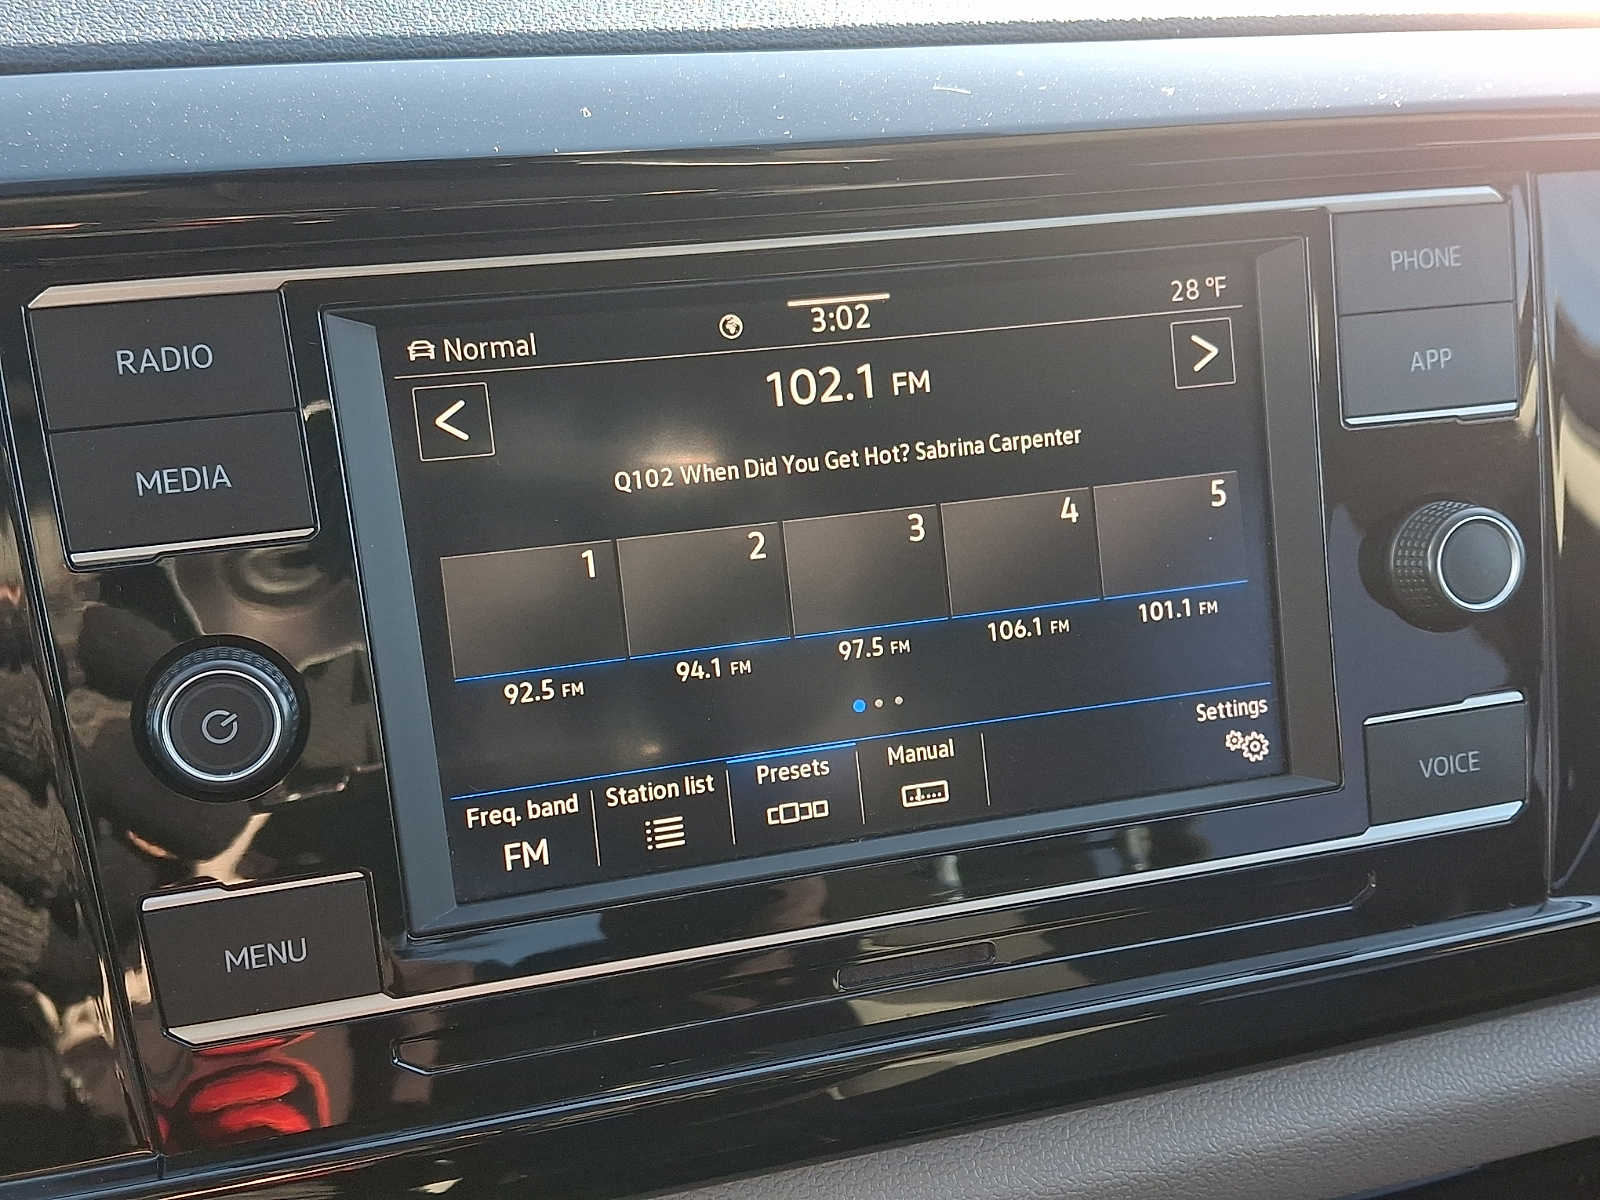 PHONE
APP
RADIO
MEDIA
Normal
3:02
28 °F
<
102.1 FM
>
Q102 When Did You Get Hot? Sabrina Carpenter
1
2
3
4
5
92.5 FM
94.1 FM
97.5 FM
106.1 FM
101.1 FM
Freq. band
FM
Station list
Presets
Manual
Settings
VOICE
MENU